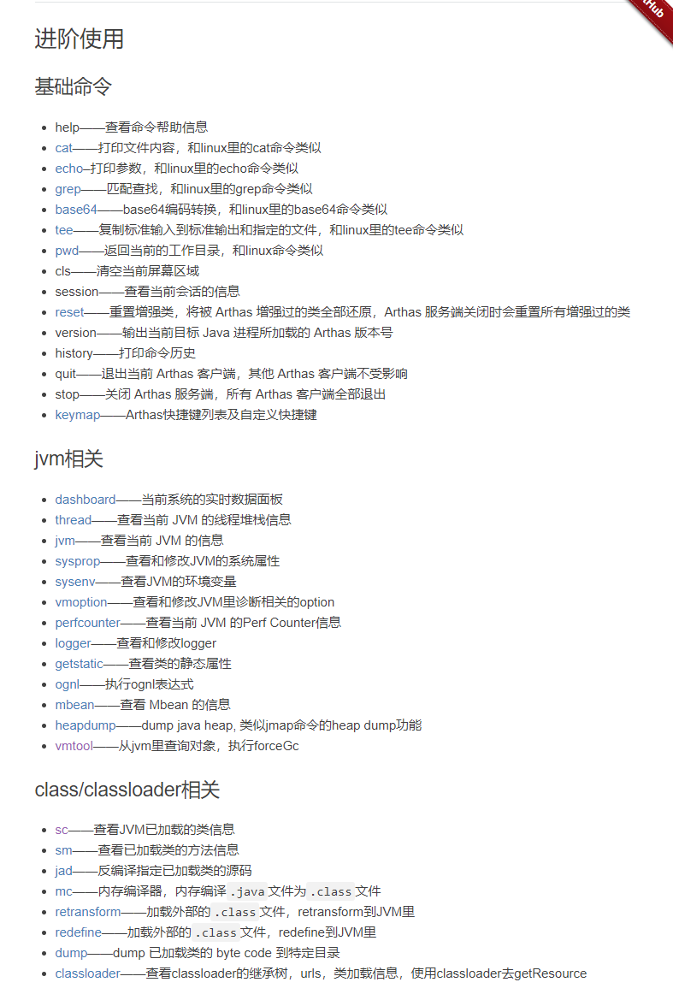 tHub
进阶使用
基础命令
help——查看命令帮助信息
cat——打印文件内容，和linux里的cat命令类似
echo–打印参数，和linux里的echo命令类似
grep——匹配查找，和linux里的grep命令类似
base64——base64编码转换，和linux里的base64命令类似
tee——复制标准输入到标准输出和指定的文件，和linux里的tee命令类似
pwd——返回当前的工作目录，和linux命令类似
cls——清空当前屏幕区域
session——查看当前会话的信息
reset——重置增强类，将被 Arthas 增强过的类全部还原，Arthas 服务端关闭时会重置所有增强过的类
version——输出当前目标 Java 进程所加载的 Arthas 版本号
history——打印命令历史
quit——退出当前 Arthas 客户端，其他 Arthas 客户端不受影响
stop——关闭 Arthas 服务端，所有 Arthas 客户端全部退出
keymap——Arthas快捷键列表及自定义快捷键
jvm相关
dashboard——当前系统的实时数据面板
thread——查看当前 JVM 的线程堆栈信息
jvm——查看当前 JVM 的信息
sysprop——查看和修改JVM的系统属性
sysenv——查看JVM的环境变量
vmoption——查看和修改JVM里诊断相关的option
perfcounter——查看当前 JVM 的Perf Counter信息
logger——查看和修改logger
getstatic——查看类的静态属性
ognl——执行ognl表达式
mbean——查看 Mbean 的信息
heapdump——dump java heap, 类似jmap命令的heap dump功能
vmtool——从jvm里查询对象，执行forceGc
class/classloader相关
sc——查看JVM已加载的类信息
sm——查看已加载类的方法信息
jad——反编译指定已加载类的源码
mc——内存编译器，内存编译.java文件为.class文件
retransform——加载外部的.class文件，retransform到JVM里
redefine——加载外部的.class文件，redefine到JVM里
dump——dump 已加载类的 byte code 到特定目录
classloader——查看classloader的继承树，urls，类加载信息，使用classloader去getResource